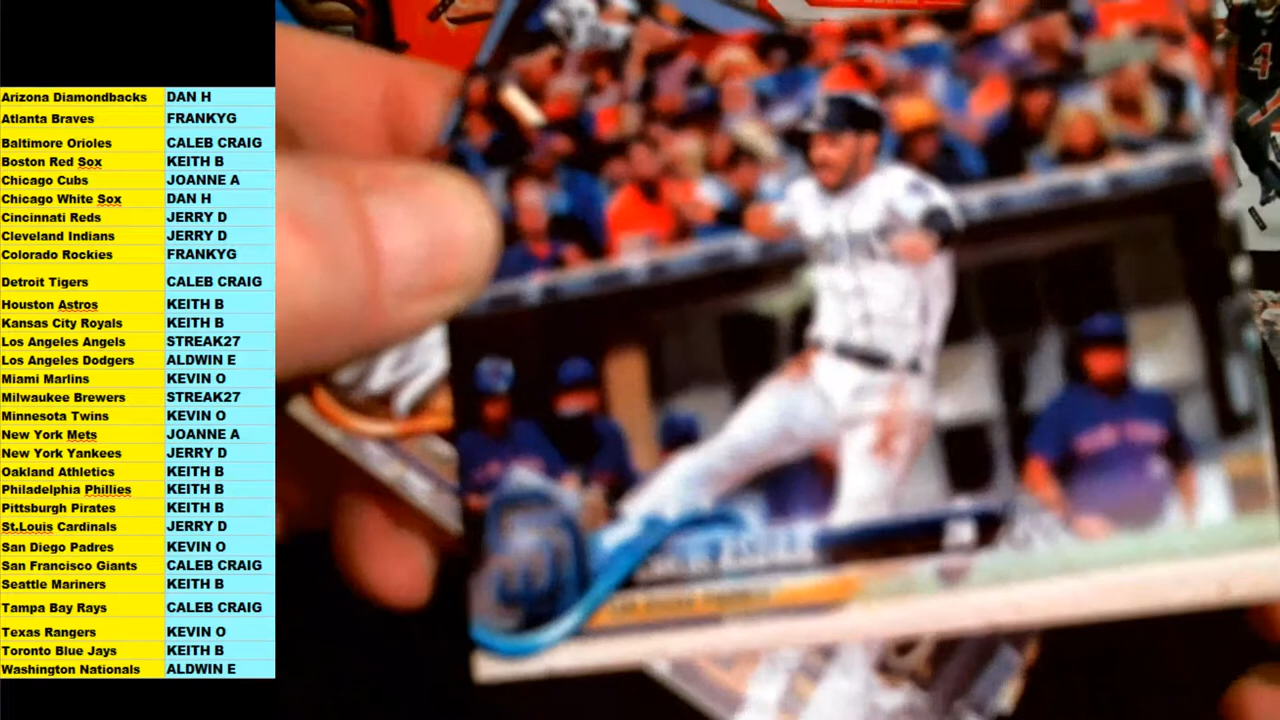 Arizona Diamondbacks DAN H
Atlanta Braves FRANKYG
Baltimore Orioles CALEB CRAIG
Boston Red Sox KEITH B
Chicago Cubs JOANNE A
Chicago White Sox DAN H
Cincinnati Reds JERRY D
Cleveland Indians JERRY D
Colorado Rockies FRANKYG
Detroit Tigers CALEB CRAIG
Houston Astros KEITH B
Kansas City Royals KEITH B
Los Angeles Angels STREAK27
Los Angeles Dodgers ALDWIN E
Miami Marlins KEVIN O
Milwaukee Brewers STREAK27
Minnesota Twins KEVIN O
New York Mets JOANNE A
New York Yankees JERRY D
Oakland Athletics KEITH B
Philadelphia Phillies KEITH B
Pittsburgh Pirates KEITH B
St.Louis Cardinals JERRY D
San Diego Padres KEVIN O
San Francisco Giants CALEB CRAIG
Seattle Mariners KEITH B
Tampa Bay Rays CALEB CRAIG
Texas Rangers KEVIN O
Toronto Blue Jays KEITH B
Washington Nationals ALDWIN E
4